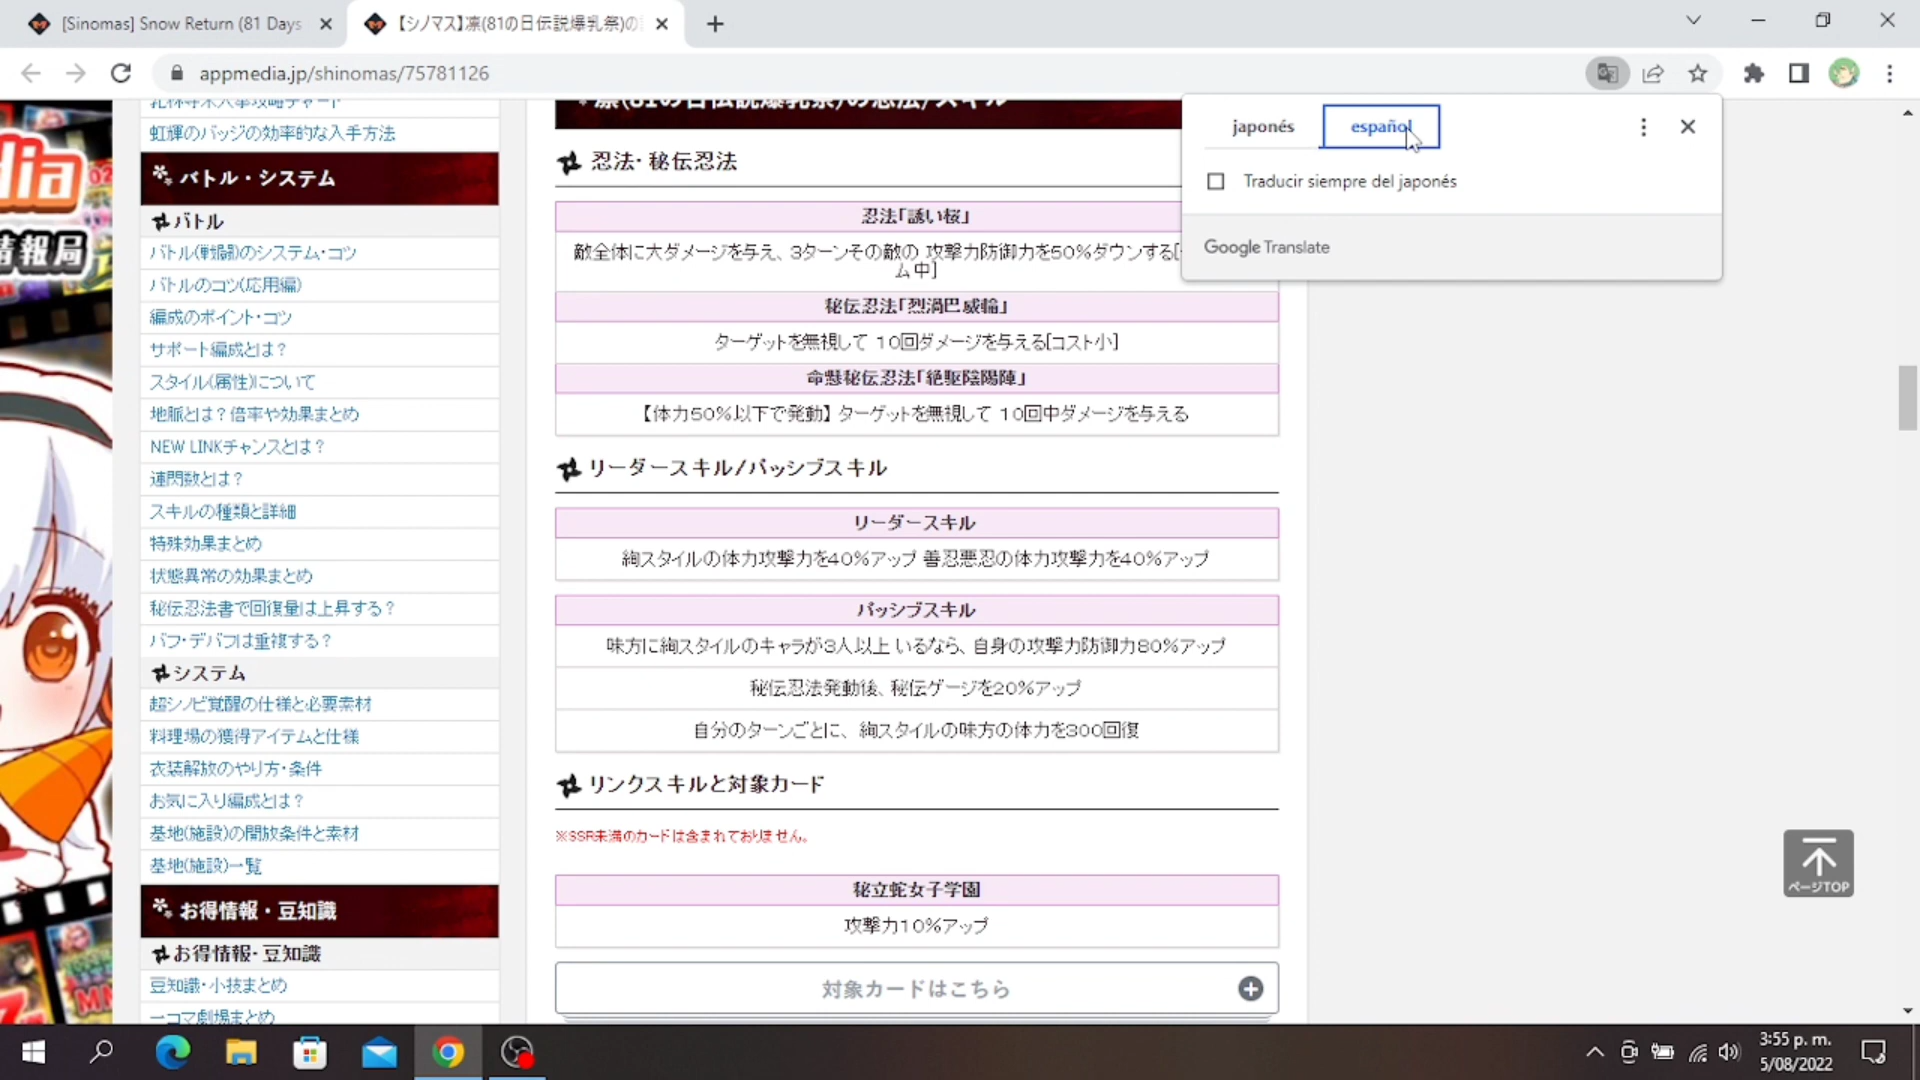 [Sinomas] Snow Return (81 Days
【シノマス】凛(81の日伝説爆乳祭)の
appmedia.jp/shinomas/75781126
japonés
español
Traducir siempre del japonés
Google Translate
情報局
虹輝のバッジの効率的な入手方法
バトル・システム
バトル
バトル(戦闘)のシステム・コツ
バトルのコツ(応用編)
編成のポイント・コツ
サポート編成とは？
スタイル(属性)について
地脈とは？倍率や効果まとめ
NEW LINKチャンスとは？
連閃数とは？
スキルの種類と詳細
特殊効果まとめ
状態異常の効果まとめ
秘伝忍法書で回復量は上昇する？
バフ・デバフは重複する？
システム
超シノビ覚醒の仕様と必要素材
料理場の獲得アイテムと仕様
衣装解放のやり方・条件
お気に入り編成とは？
基地(施設)の開放条件と素材
基地(施設)一覧
お得情報・豆知識
お得情報・豆知識
豆知識・小技まとめ
一コマ劇場まとめ
凛(81の日伝説爆乳祭)の忍法/スキル
忍法・秘伝忍法
忍法「誘い桜」
敵全体に大ダメージを与え、3ターンその敵の 攻撃力防御力を50%ダウンする[
ム中]
秘伝忍法「烈渦巴威輪」
ターゲットを無視して 10回ダメージを与える[コスト小]
命懸秘伝忍法「絶駆陰陽陣」
【体力50%以下で発動】 ターゲットを無視して 10回中ダメージを与える
リーダースキル/パッシブスキル
リーダースキル
絢スタイルの体力攻撃力を40%アップ 善忍悪忍の体力攻撃力を40%アップ
パッシブスキル
味方に絢スタイルのキャラが3人以上 いるなら、自身の攻撃力防御力80%アップ
秘伝忍法発動後、秘伝ゲージを20%アップ
自分のターンごとに、絢スタイルの味方の体力を300回復
リンクスキルと対象カード
※SSR未満のカードは含まれておりません。
秘立蛇女子学園
攻撃力10%アップ
対象カードはこちら
ページTOP
3:55 p. m.
5/08/2022